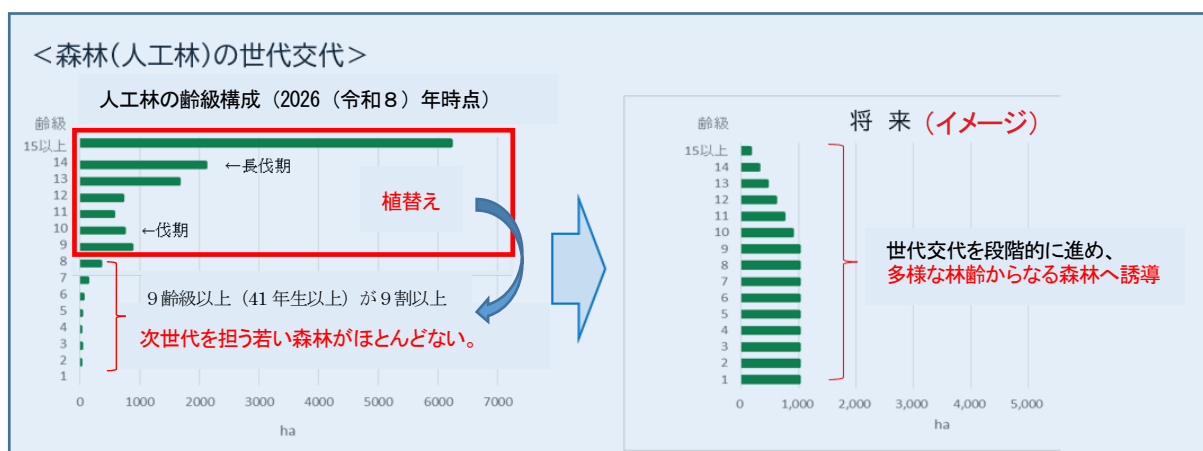 ＜森林(人工林)の世代交代＞
人工林の齢級構成（2026（令和８）年時点）
齢級
15以上
14
←長伐期
13
12
植替え
11
10
←伐期
9
8
7
９齢級以上（41 年生以上）が９割以上
6
5
次世代を担う若い森林がほとんどない。
4
3
2
1
0 1000 2000 3000 4000 5000 6000 7000
ha
将 来（イメージ）
齢級
15以上
14
13
12
11
10
9
世代交代を段階的に進め、
8
多様な林齢からなる森林へ誘導
7
6
5
4
3
2
1
0 1,000 2,000 3,000 4,000 5,000
ha